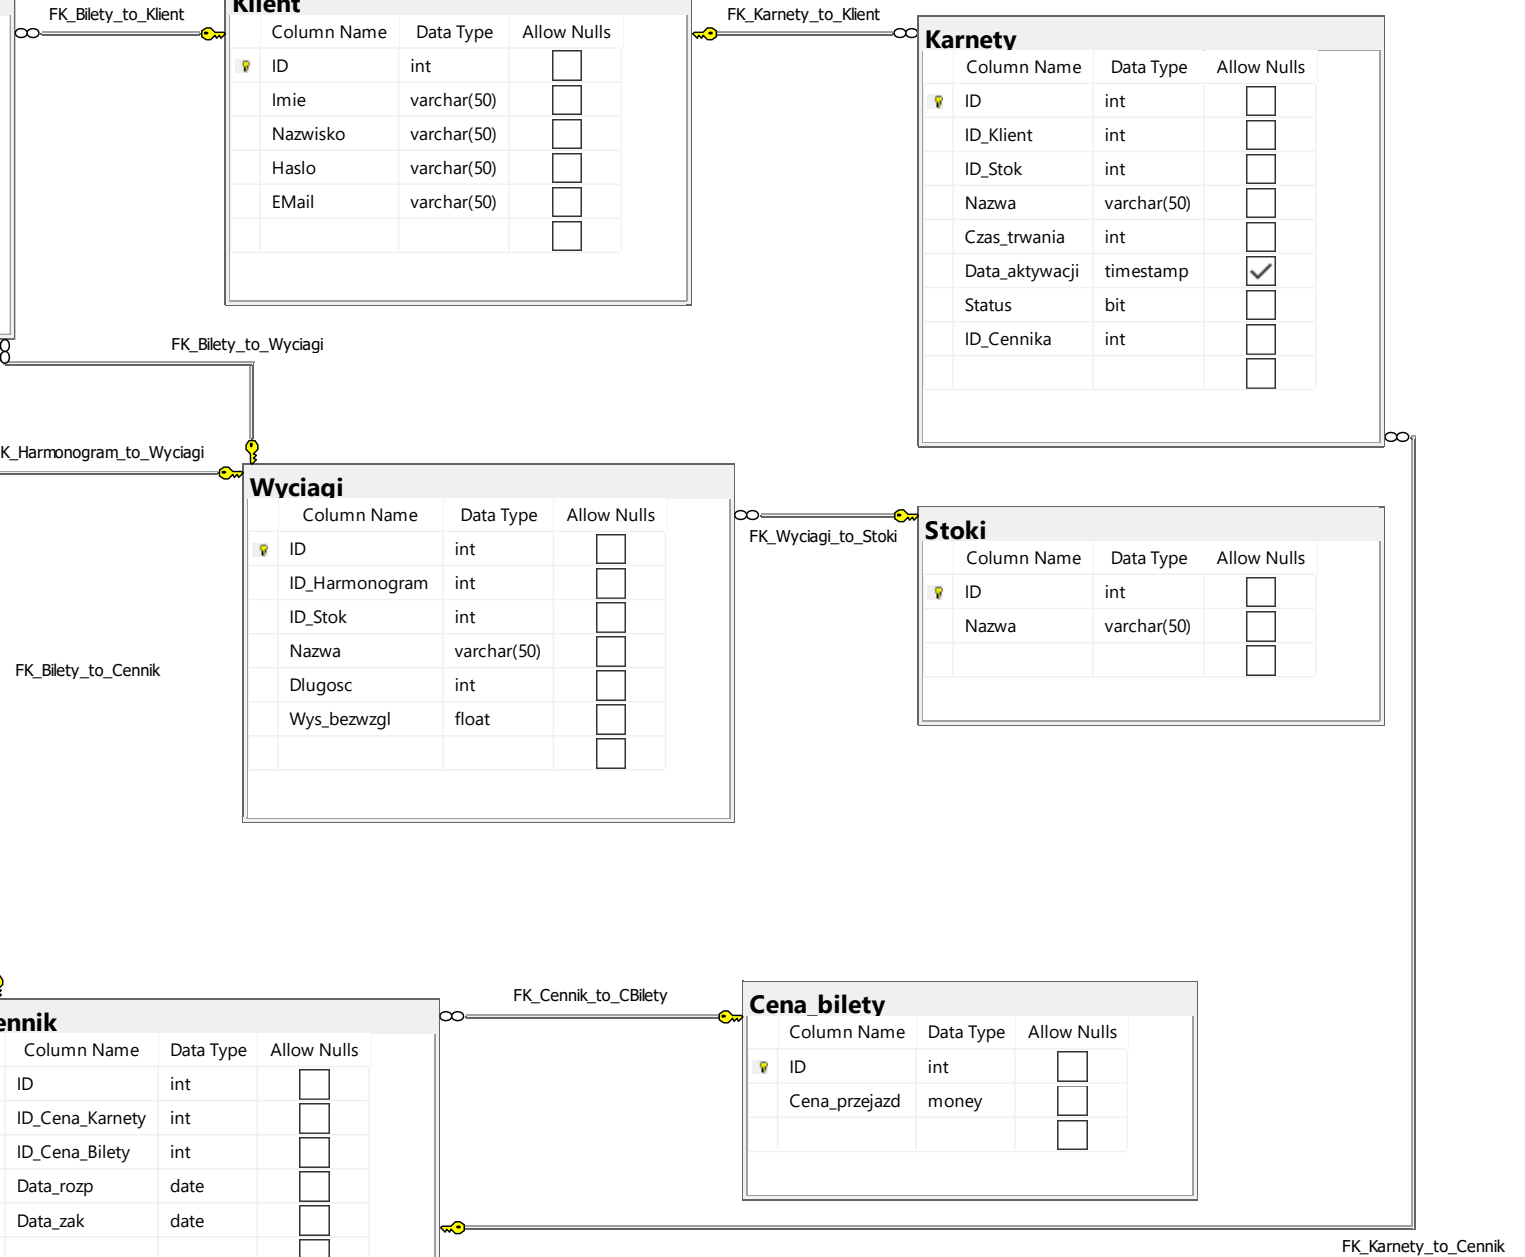 FK_Bilety_to_Klient
Klient
Column Name Data Type Allow Nulls
ID int
Imie varchar(50)
Nazwisko varchar(50)
Haslo varchar(50)
EMail varchar(50)
FK_Karnety_to_Klient
Karnety
Column Name Data Type Allow Nulls
ID int
ID_Klient int
ID_Stok int
Nazwa varchar(50)
Czas_trwania int
Data_aktywacji timestamp
Status bit
ID_Cennika int
FK_Bilety_to_Wyciagi
K_Harmonogram_to_Wyciagi
Wyciagi
Column Name Data Type Allow Nulls
ID int
ID_Harmonogram int
ID_Stok int
Nazwa varchar(50)
Dlugosc int
Wys_bezwzgl float
FK_Wyciagi_to_Stoki
Stoki
Column Name Data Type Allow Nulls
ID int
Nazwa varchar(50)
FK_Bilety_to_Cennik
ennik
Column Name Data Type Allow Nulls
ID int
ID_Cena_Karnety int
ID_Cena_Bilety int
Data_rozp date
Data_zak date
FK_Cennik_to_CBilety
Cena_bilety
Column Name Data Type Allow Nulls
ID int
Cena_przejazd money
FK_Karnety_to_Cennik